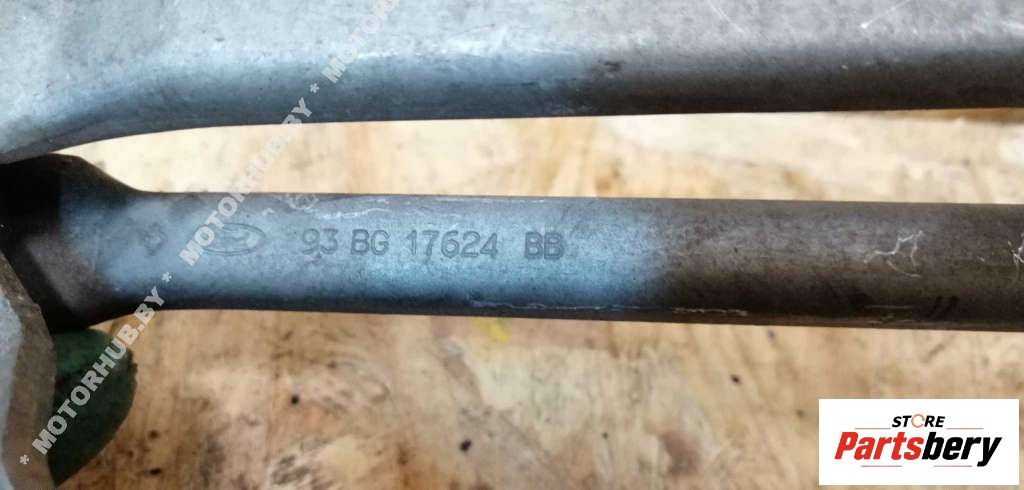 * MOTORHUB.BY * MOTORHUB.BY *
93 BG 17624 BB
STORE
Partsbery